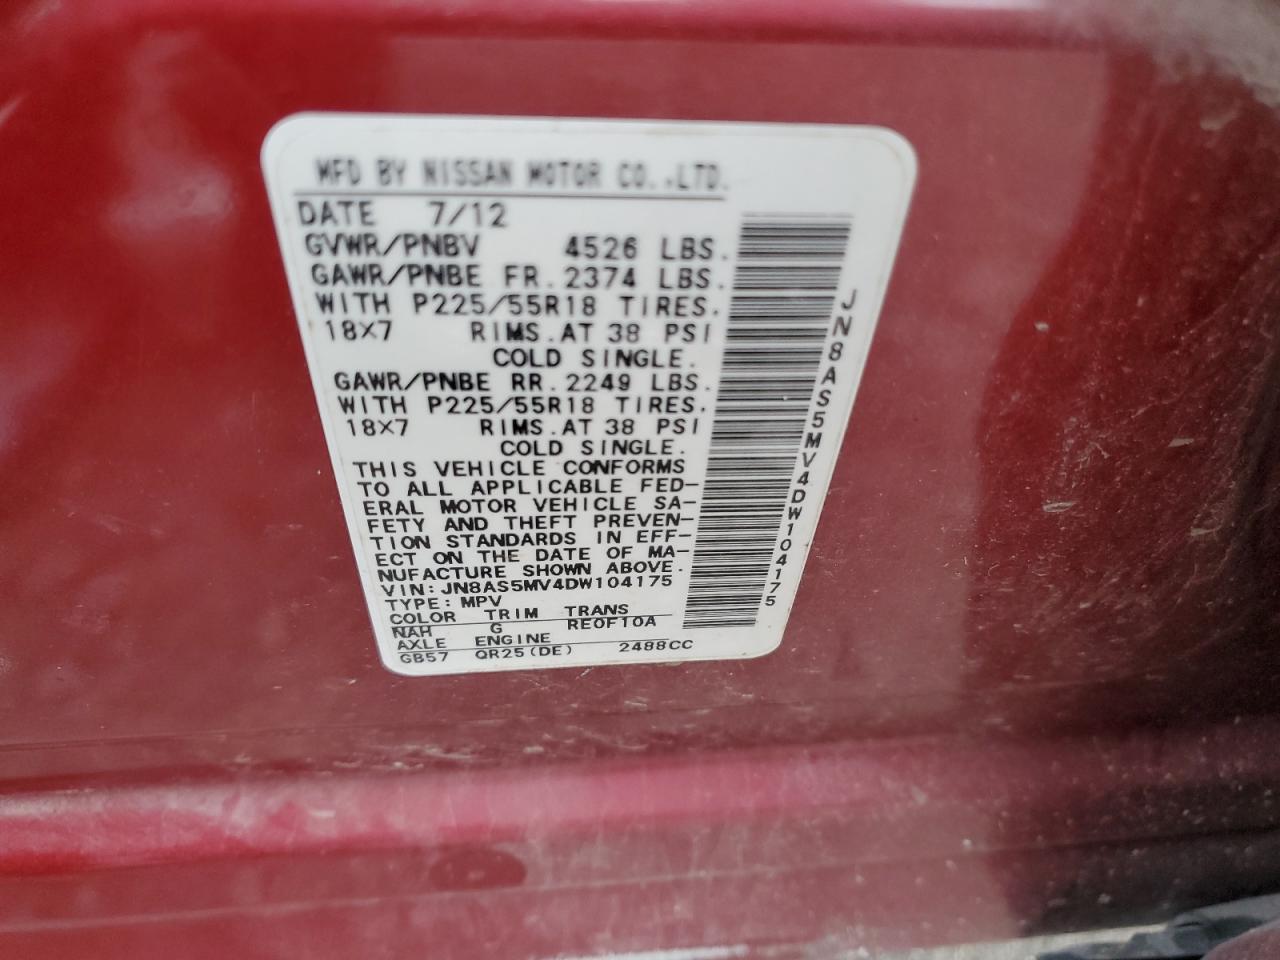 MFD BY NISSAN MOTOR CO.,LTD.
DATE 7/12
GVWR/PNBV 4526 LBS.
GAWR/PNBE FR. 2374 LBS.
WITH P225/55R18 TIRES.
18X7 RIMS.AT 38 PSI
COLD SINGLE.
GAWR/PNBE RR. 2249 LBS.
WITH P225/55R18 TIRES.
18X7 RIMS.AT 38 PSI
COLD SINGLE.
THIS VEHICLE CONFORMS
TO ALL APPLICABLE FED-
ERAL MOTOR VEHICLE SA-
FETY AND THEFT PREVEN-
TION STANDARDS IN EFF-
ECT ON THE DATE OF MA-
NUFACTURE SHOWN ABOVE.
VIN:JN8AS5MV4DW104175
TYPE:MPV
COLOR TRIM TRANS
NAH G RE0F10A
AXLE ENGINE
GB57 QR25(DE) 2488CC
JN8AS5MV4DW104175